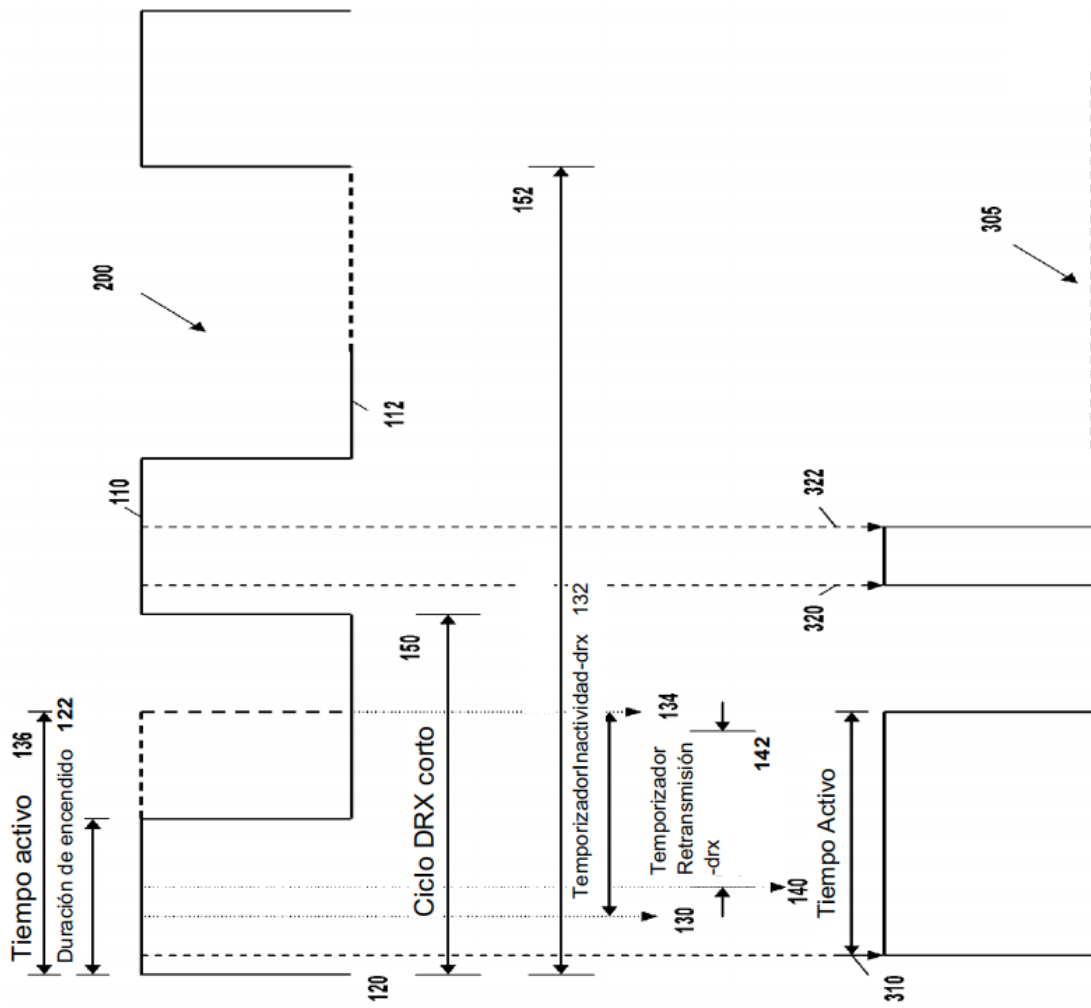 Tiempo activo
136
Duración de encendido 122
200
110
112
120
Ciclo DRX corto
150
152
TemporizadorInactividad-drx 132
130
134
Temporizador
Retransmisión
-drx
140
142
Tiempo Activo
310
320
322
305